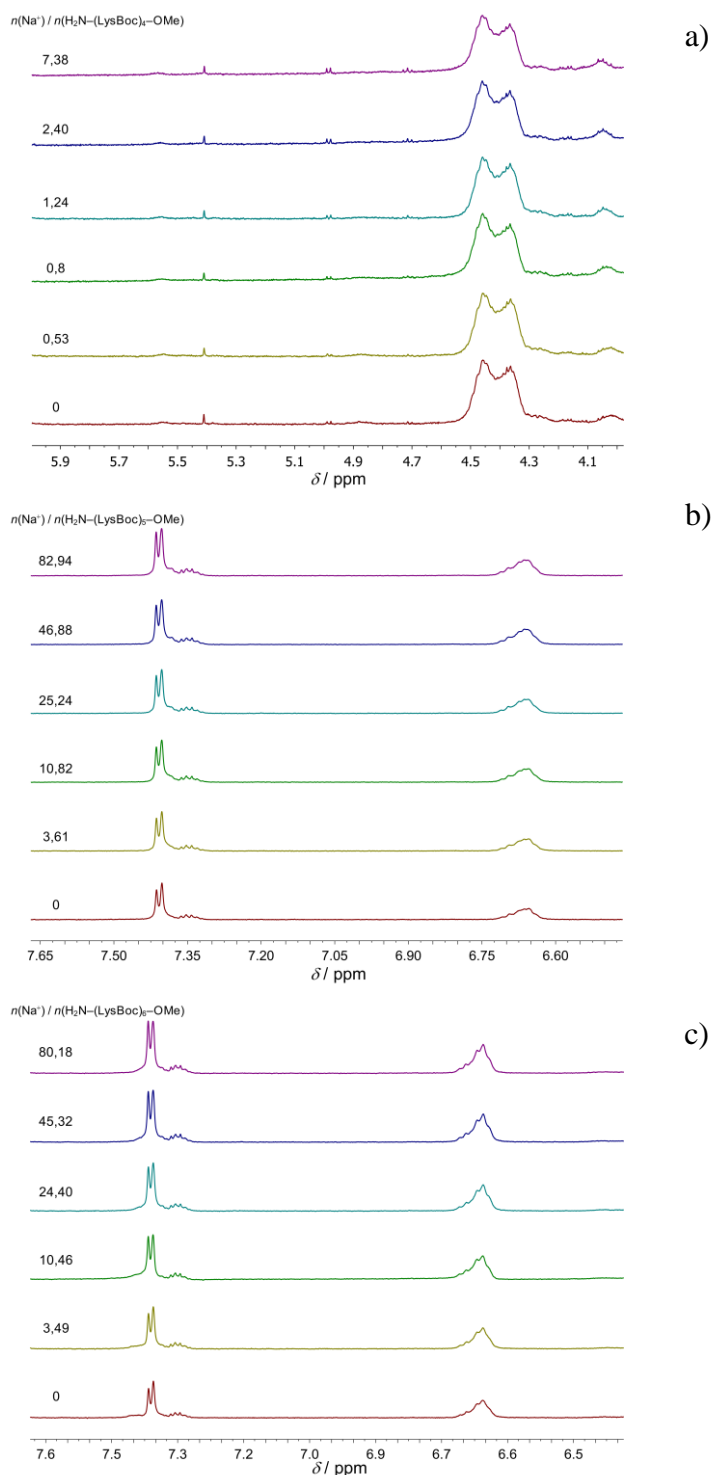 n(Na⁺) / n(H₂N–(LysBoc)₄–OMe)
a)
7,38
2,40
1,24
0,8
0,53
0
5.9 5.7 5.5 5.3 5.1 4.9 4.7 4.5 4.3 4.1
δ / ppm
b)
n(Na⁺) / n(H₂N–(LysBoc)₅–OMe)
82,94
46,88
25,24
10,82
3,61
0
7.65 7.50 7.35 7.20 7.05 6.90 6.75 6.60
δ / ppm
n(Na⁺) / n(H₂N–(LysBoc)₆–OMe)
c)
80,18
45,32
24,40
10,46
3,49
0
7.6 7.5 7.4 7.3 7.2 7.1 7.0 6.9 6.8 6.7 6.6 6.5
δ / ppm